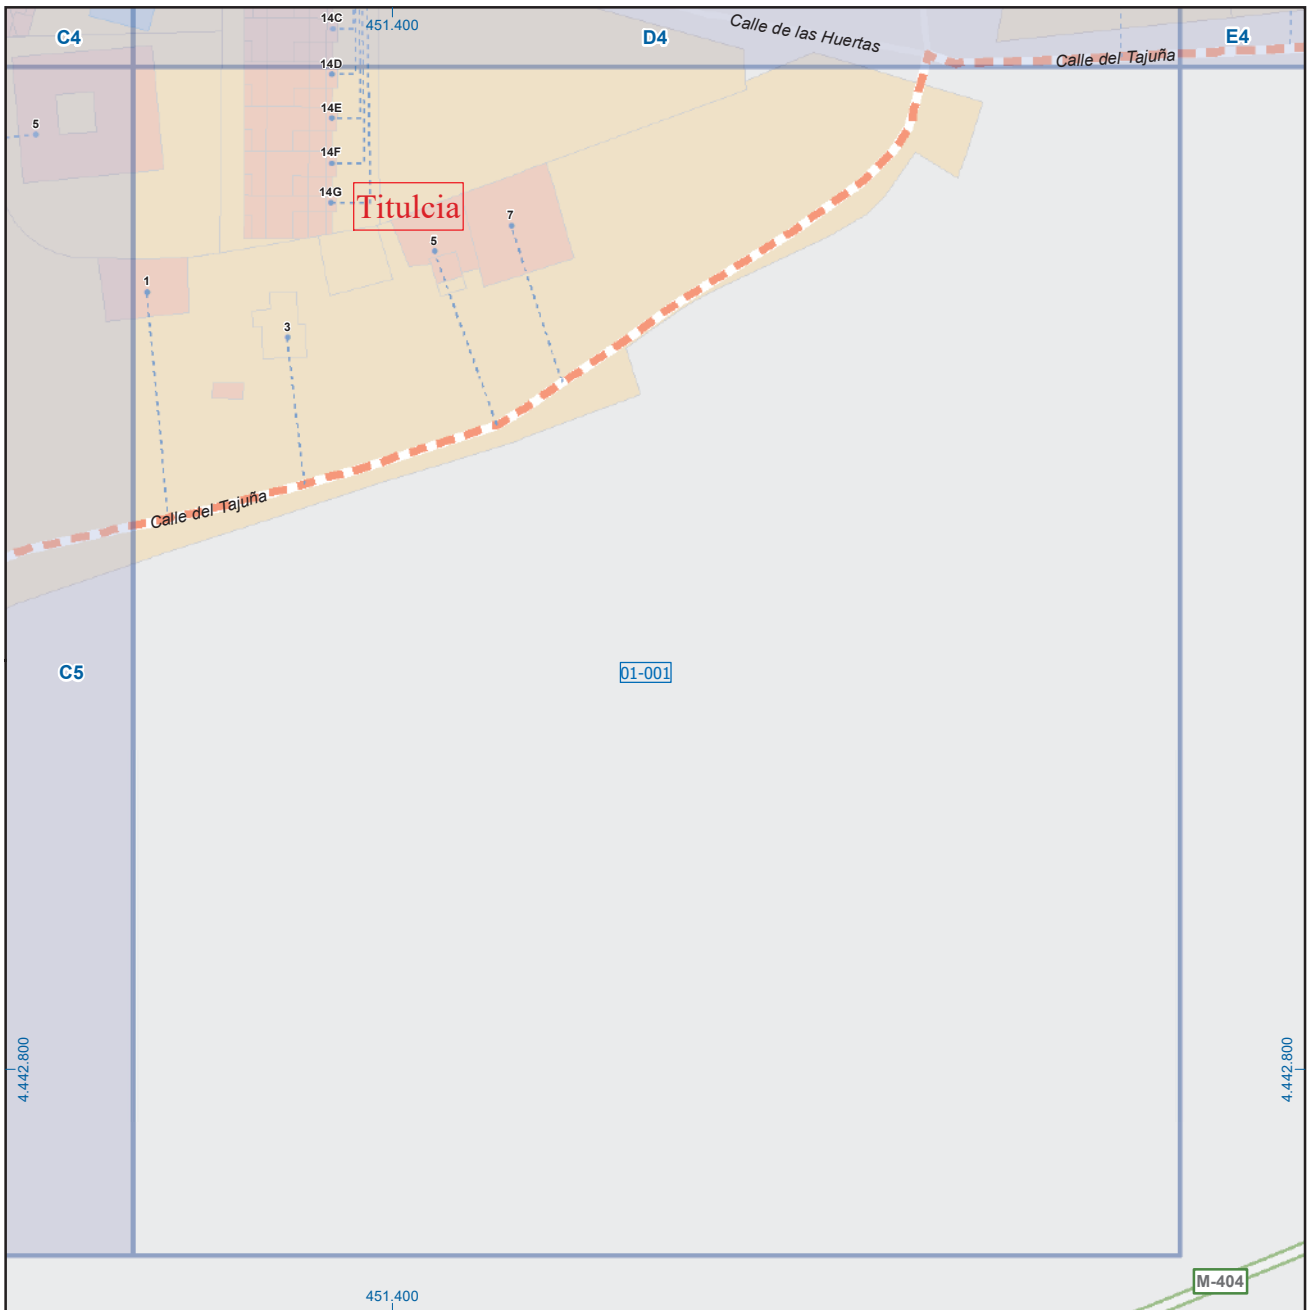 14C
451.400
C4
D4
Calle de las Huertas
E4
Calle del Tajuña
14D
14E
5
14F
14G
Titulcia
7
5
1
3
Calle del Tajuña
C5
01-001
4.442.800
4.442.800
M-404
451.400